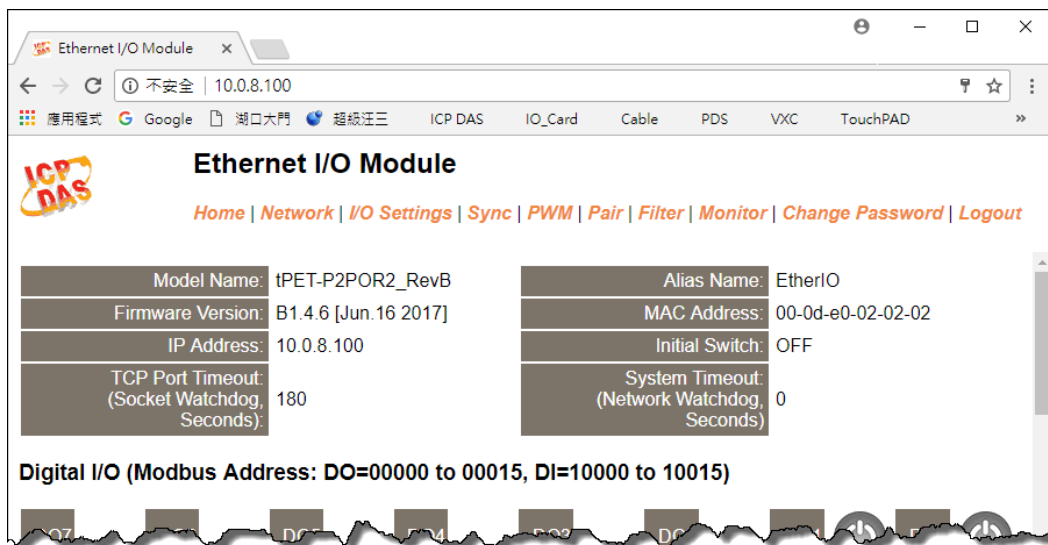 Ethernet I/O Module
不安全 | 10.0.8.100
應用程式 Google 湖口大門 超級汪三 ICP DAS IO_Card Cable PDS VXC TouchPAD »
ICP DAS
Ethernet I/O Module
Home | Network | I/O Settings | Sync | PWM | Pair | Filter | Monitor | Change Password | Logout
Model Name: tPET-P2POR2_RevB Alias Name: EtherIO
Firmware Version: B1.4.6 [Jun.16 2017] MAC Address: 00-0d-e0-02-02-02
IP Address: 10.0.8.100 Initial Switch: OFF
TCP Port Timeout: (Socket Watchdog, Seconds): 180 System Timeout: (Network Watchdog, Seconds) 0
Digital I/O (Modbus Address: DO=00000 to 00015, DI=10000 to 10015)